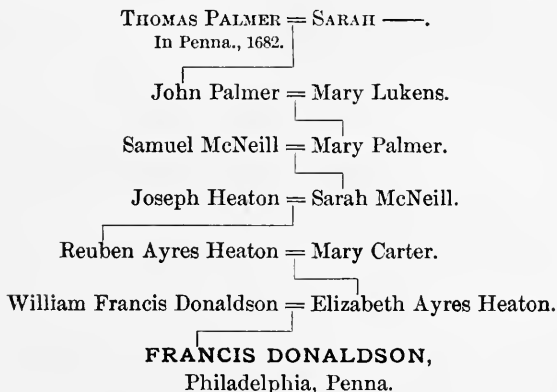 THOMAS PALMER = SARAH ——.
In Penna., 1682.
John Palmer = Mary Lukens.
Samuel McNeill = Mary Palmer.
Joseph Heaton = Sarah McNeill.
Reuben Ayres Heaton = Mary Carter.
William Francis Donaldson = Elizabeth Ayres Heaton.
FRANCIS DONALDSON,
Philadelphia, Penna.